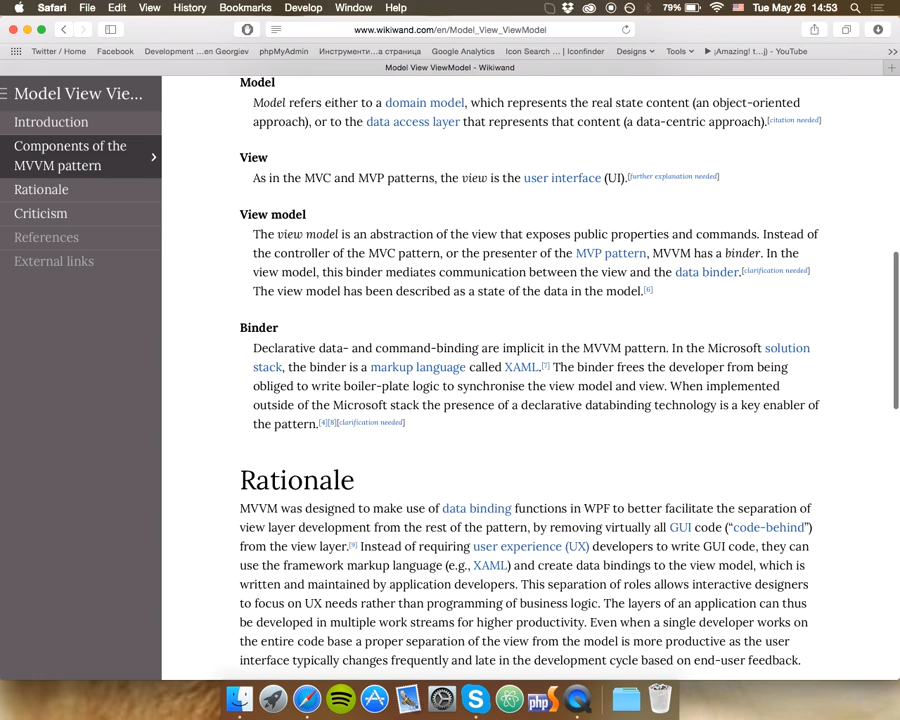 Safari File Edit View History Bookmarks Develop Window Help 79% Tue May 26 14:53
www.wikiwand.com/en/Model_View_ViewModel
Twitter / Home Facebook Development ...en Georgiev phpMyAdmin Инструменти...а страница Google Analytics Icon Search ... | Iconfinder Designs Tools ▶ ¡Amazing! t...j) - YouTube >>
Model View ViewModel - Wikiwand
Model View Vie...
Introduction
Components of the
MVVM pattern
Rationale
Criticism
References
External links
Model
Model refers either to a domain model, which represents the real state content (an object-oriented
approach), or to the data access layer that represents that content (a data-centric approach).[citation needed]
View
As in the MVC and MVP patterns, the view is the user interface (UI).[further explanation needed]
View model
The view model is an abstraction of the view that exposes public properties and commands. Instead of
the controller of the MVC pattern, or the presenter of the MVP pattern, MVVM has a binder. In the
view model, this binder mediates communication between the view and the data binder.[clarification needed]
The view model has been described as a state of the data in the model.[6]
Binder
Declarative data- and command-binding are implicit in the MVVM pattern. In the Microsoft solution
stack, the binder is a markup language called XAML.[7] The binder frees the developer from being
obliged to write boiler-plate logic to synchronise the view model and view. When implemented
outside of the Microsoft stack the presence of a declarative databinding technology is a key enabler of
the pattern.[4][8][clarification needed]
Rationale
MVVM was designed to make use of data binding functions in WPF to better facilitate the separation of
view layer development from the rest of the pattern, by removing virtually all GUI code (“code-behind”)
from the view layer.[9] Instead of requiring user experience (UX) developers to write GUI code, they can
use the framework markup language (e.g., XAML) and create data bindings to the view model, which is
written and maintained by application developers. This separation of roles allows interactive designers
to focus on UX needs rather than programming of business logic. The layers of an application can thus
be developed in multiple work streams for higher productivity. Even when a single developer works on
the entire code base a proper separation of the view from the model is more productive as the user
interface typically changes frequently and late in the development cycle based on end-user feedback.
php